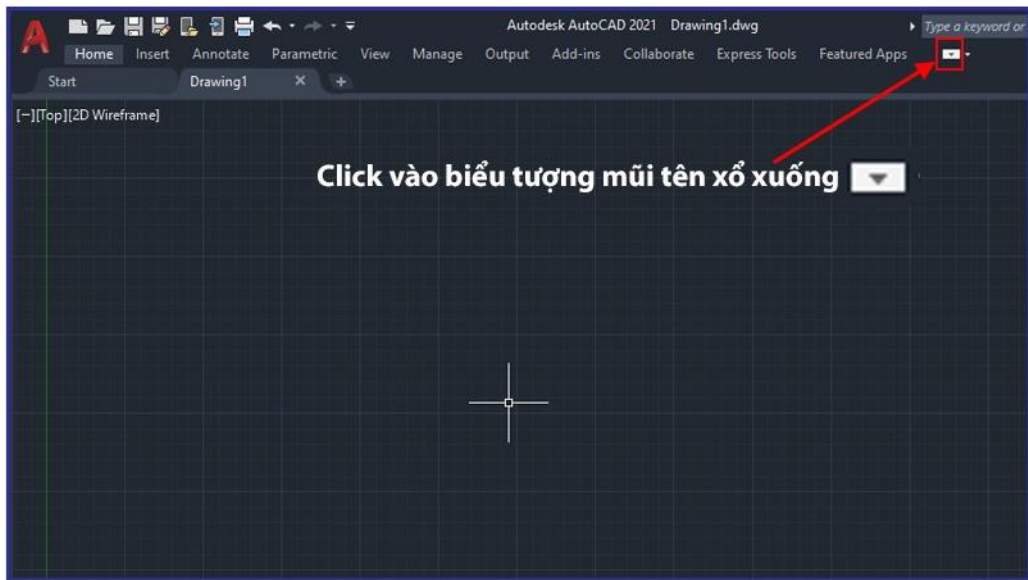 Autodesk AutoCAD 2021 Drawing1.dwg Type a keyword or
Home Insert Annotate Parametric View Manage Output Add-ins Collaborate Express Tools Featured Apps
Start Drawing1
[−][Top][2D Wireframe]
Click vào biểu tượng mũi tên xổ xuống